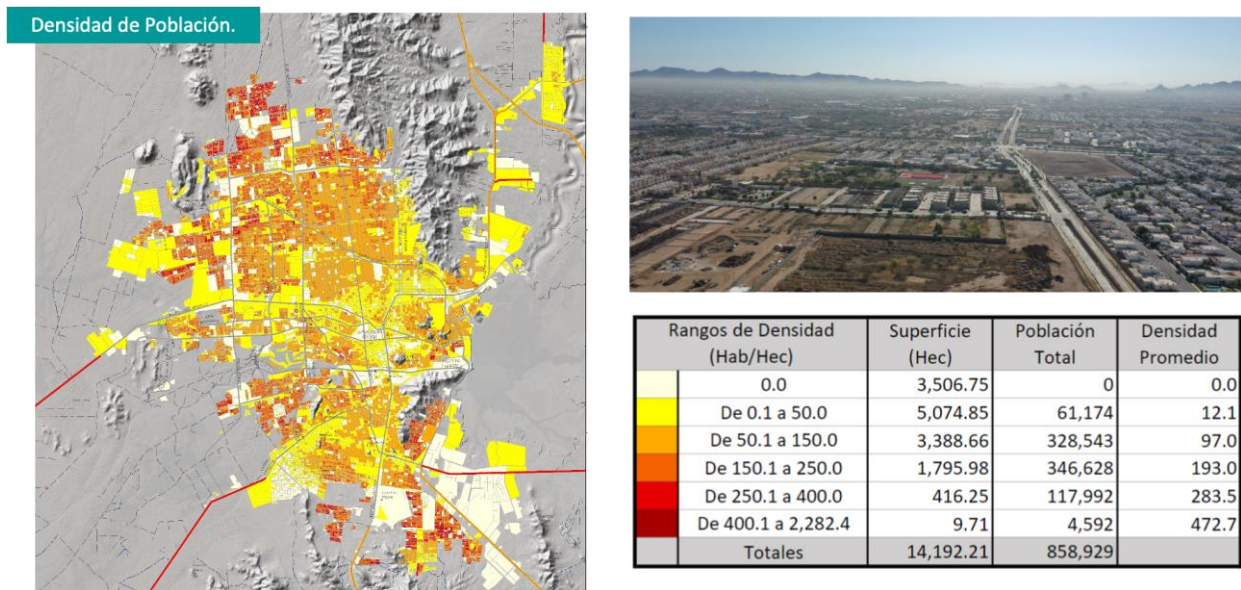 Densidad de Población.
Rangos de Densidad (Hab/Hec) Superficie (Hec) Población Total Densidad Promedio
0.0 3,506.75 0 0.0
De 0.1 a 50.0 5,074.85 61,174 12.1
De 50.1 a 150.0 3,388.66 328,543 97.0
De 150.1 a 250.0 1,795.98 346,628 193.0
De 250.1 a 400.0 416.25 117,992 283.5
De 400.1 a 2,282.4 9.71 4,592 472.7
Totales 14,192.21 858,929